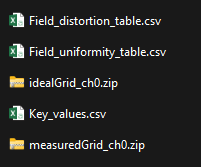 Field_distortion_table.csv
Field_uniformity_table.csv
idealGrid_ch0.zip
Key_values.csv
measuredGrid_ch0.zip